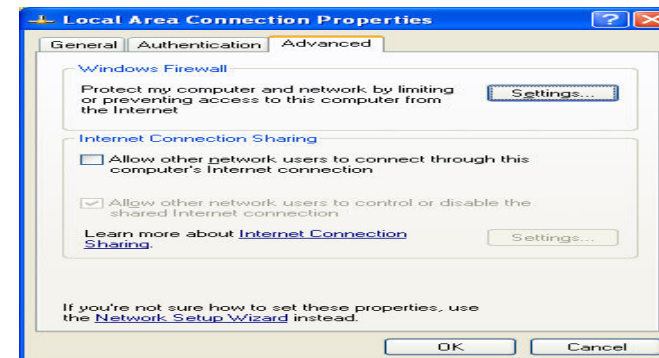 Local Area Connection Properties
General Authentication Advanced
Windows Firewall
Protect my computer and network by limiting
or preventing access to this computer from
the Internet
Settings...
Internet Connection Sharing
Allow other network users to connect through this
computer's Internet connection
Allow other network users to control or disable the
shared Internet connection
Learn more about Internet Connection
Sharing.
Settings...
If you're not sure how to set these properties, use
the Network Setup Wizard instead.
OK Cancel